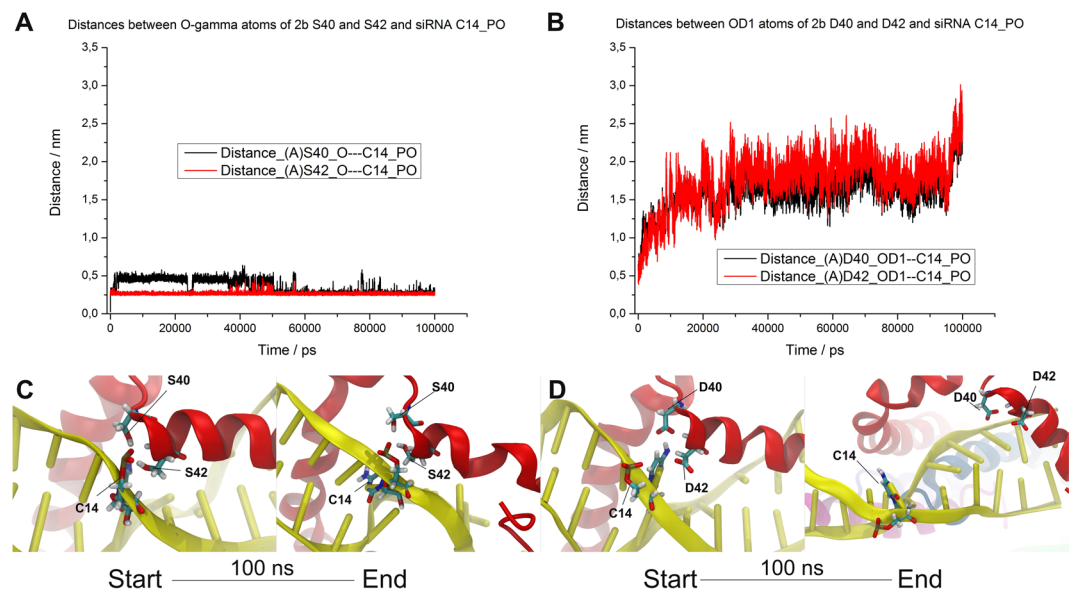 A
Distances between O-gamma atoms of 2b S40 and S42 and siRNA C14_PO
3,5
3,0
2,5
2,0
1,5
1,0
0,5
0,0
Distance / nm
Distance_(A)S40_O---C14_PO
Distance_(A)S42_O---C14_PO
0
20000
40000
60000
80000
100000
Time / ps
B
Distances between OD1 atoms of 2b D40 and D42 and siRNA C14_PO
3,5
3,0
2,5
2,0
1,5
1,0
0,5
0,0
Distance / nm
Distance_(A)D40_OD1--C14_PO
Distance_(A)D42_OD1--C14_PO
0
20000
40000
60000
80000
100000
Time / ps
C
S40
S42
C14
S40
S42
C14
Start
100 ns
End
D
D40
D42
C14
D40
D42
C14
Start
100 ns
End